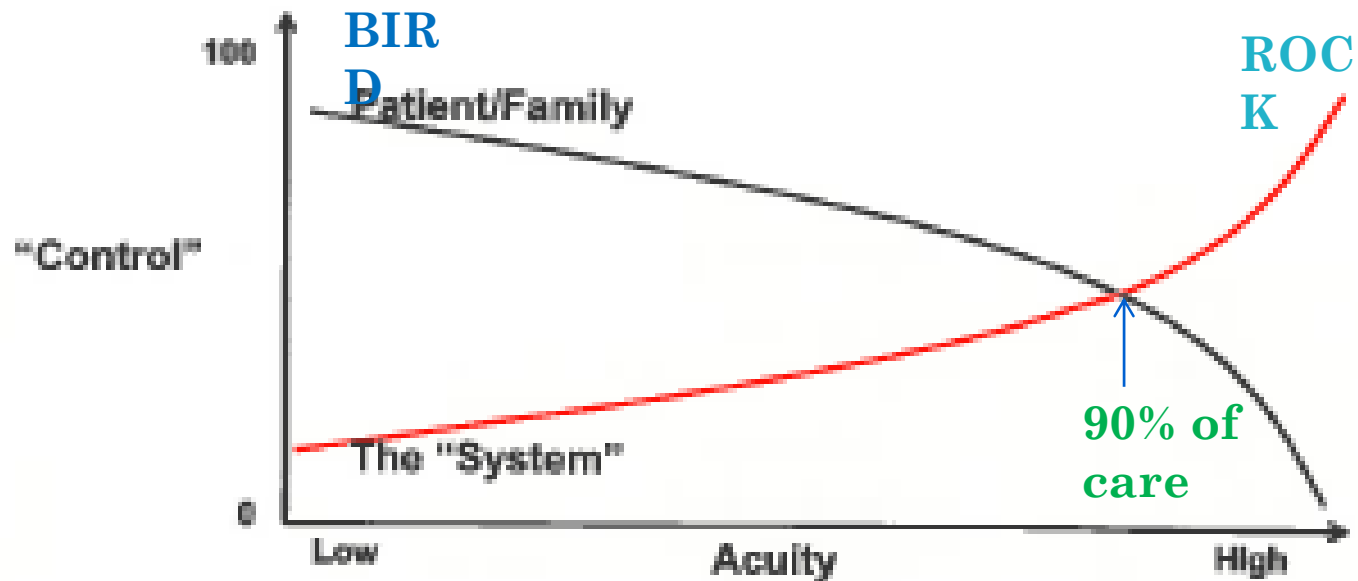 100
BIR
D
Patient/Family
ROC
K
“Control”
90% of
care
The “System”
0
Low
Acuity
High